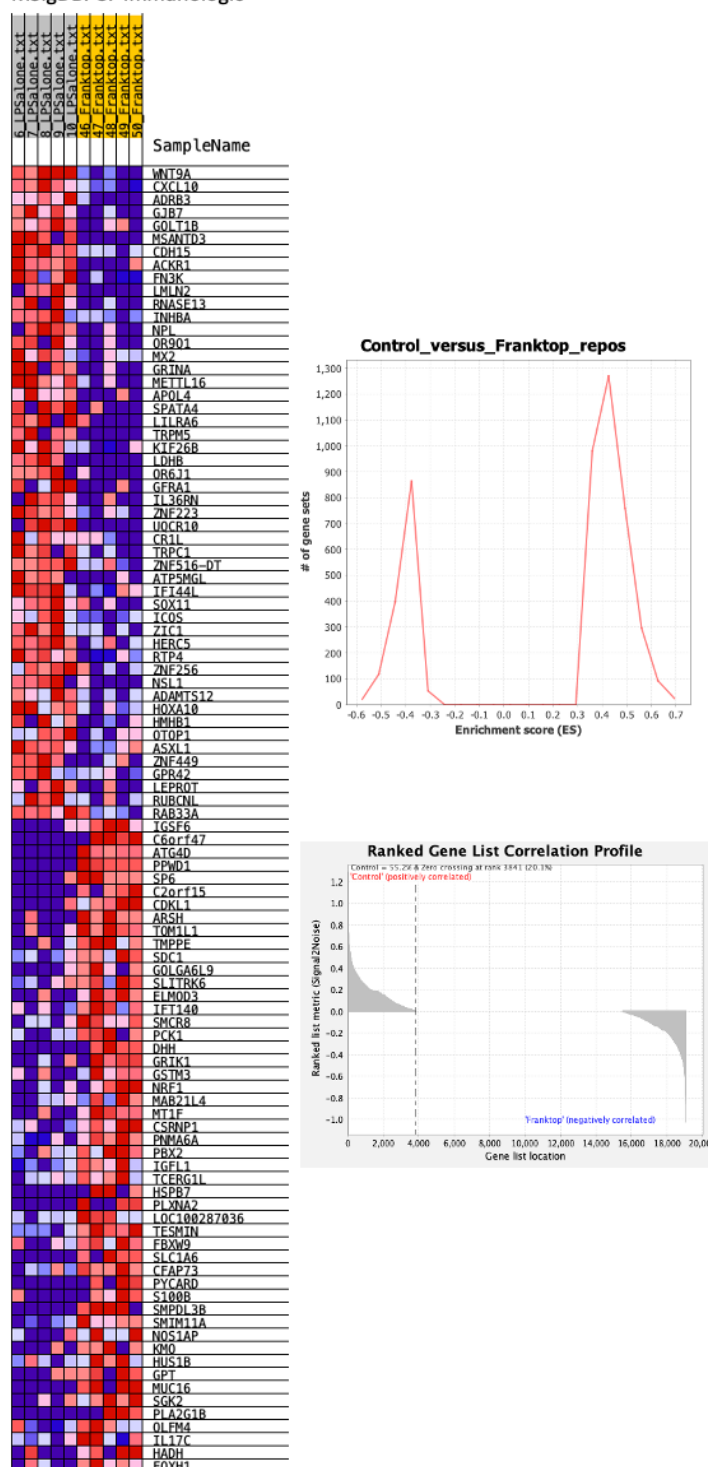 6_LPSalone.txt
7_LPSalone.txt
8_LPSalone.txt
9_LPSalone.txt
10_LPSalone.txt
46_Franktop.txt
47_Franktop.txt
48_Franktop.txt
49_Franktop.txt
50_Franktop.txt
SampleName
WNT9A
CXCL10
ADRB3
GJB7
GOLT1B
MSANTD3
CDH15
ACKR1
FN3K
LMLN2
RNASE13
INHBA
NPL
OR9O1
MX2
GRINA
METTL16
APOL4
SPATA4
LILRA6
TRPM5
KIF26B
LDHB
OR6J1
GFRA1
IL36RN
ZNF223
UQCR10
CR1L
TRPC1
ZNF516-DT
ATP5MGL
IFI44L
SOX11
ICOS
ZIC1
HERC5
RTP4
ZNF256
NSL1
ADAMTS12
HOXA10
HMHB1
OTOP1
ASXL1
ZNF449
GPR42
LEPROT
RUBCNL
RAB33A
IGSF6
C6orf47
ATG4D
PPWD1
SP6
C2orf15
CDKL1
ARSH
TOM1L1
TMPPE
SDC1
GOLGA6L9
SLITRK6
ELMOD3
IFT140
SMCR8
PCK1
DHH
GRIK1
GSTM3
NRF1
MAB21L4
MT1F
CSRNP1
PNMA6A
PBX2
IGFL1
TCERG1L
HSPB7
PLXNA2
LOC100287036
TESMIN
FBXW9
SLC1A6
CFAP73
PYCARD
S100B
SMPDL3B
SMIM11A
NOS1AP
KMO
HUS1B
GPT
MUC16
SGK2
PLA2G1B
OLFM4
IL17C
HADH
Control_versus_Franktop_repos
1,300
1,200
1,100
1,000
900
800
700
600
500
400
300
200
100
0
# of gene sets
-0.6 -0.5 -0.4 -0.3 -0.2 -0.1 0.0 0.1 0.2 0.3 0.4 0.5 0.6 0.7
Enrichment score (ES)
Ranked Gene List Correlation Profile
Control = 55.2% & Zero crossing at rank 3841 (20.1%)
'Control' (positively correlated)
1.2
1.0
0.8
0.6
0.4
0.2
0.0
-0.2
-0.4
-0.6
-0.8
-1.0
Ranked list metric (Signal2Noise)
'Franktop' (negatively correlated)
0 2,000 4,000 6,000 8,000 10,000 12,000 14,000 16,000 18,000
Gene list location